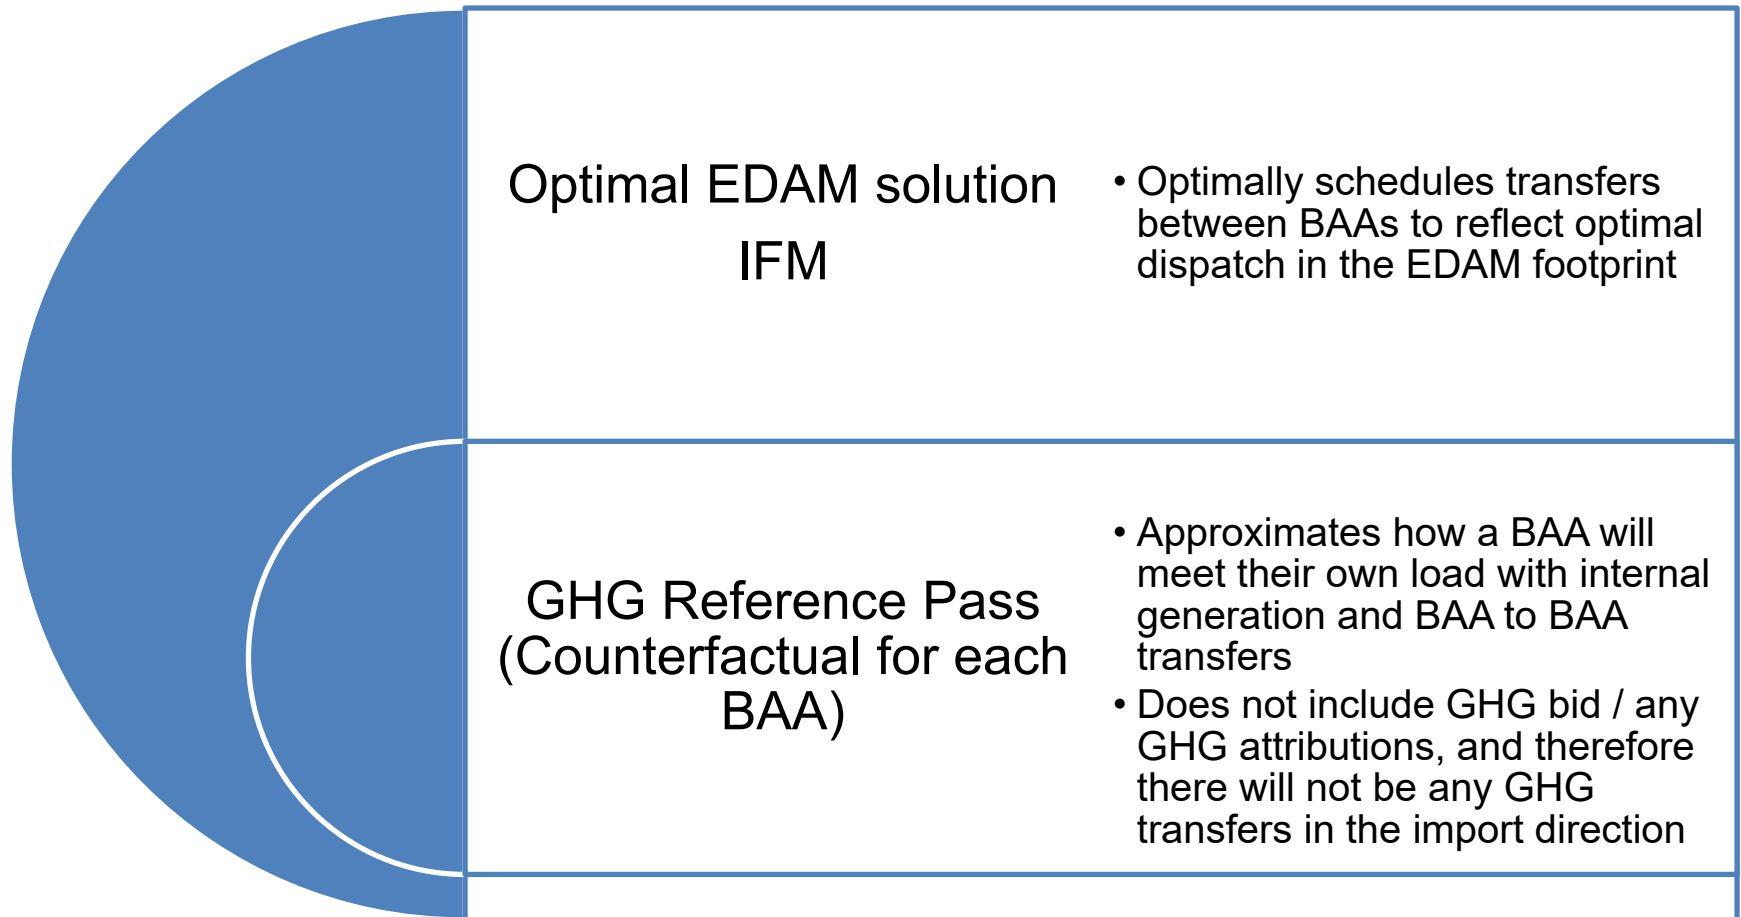 Optimal EDAM solution
IFM
• Optimally schedules transfers
between BAAs to reflect optimal
dispatch in the EDAM footprint
GHG Reference Pass
(Counterfactual for each
BAA)
• Approximates how a BAA will
meet their own load with internal
generation and BAA to BAA
transfers
• Does not include GHG bid / any
GHG attributions, and therefore
there will not be any GHG
transfers in the import direction